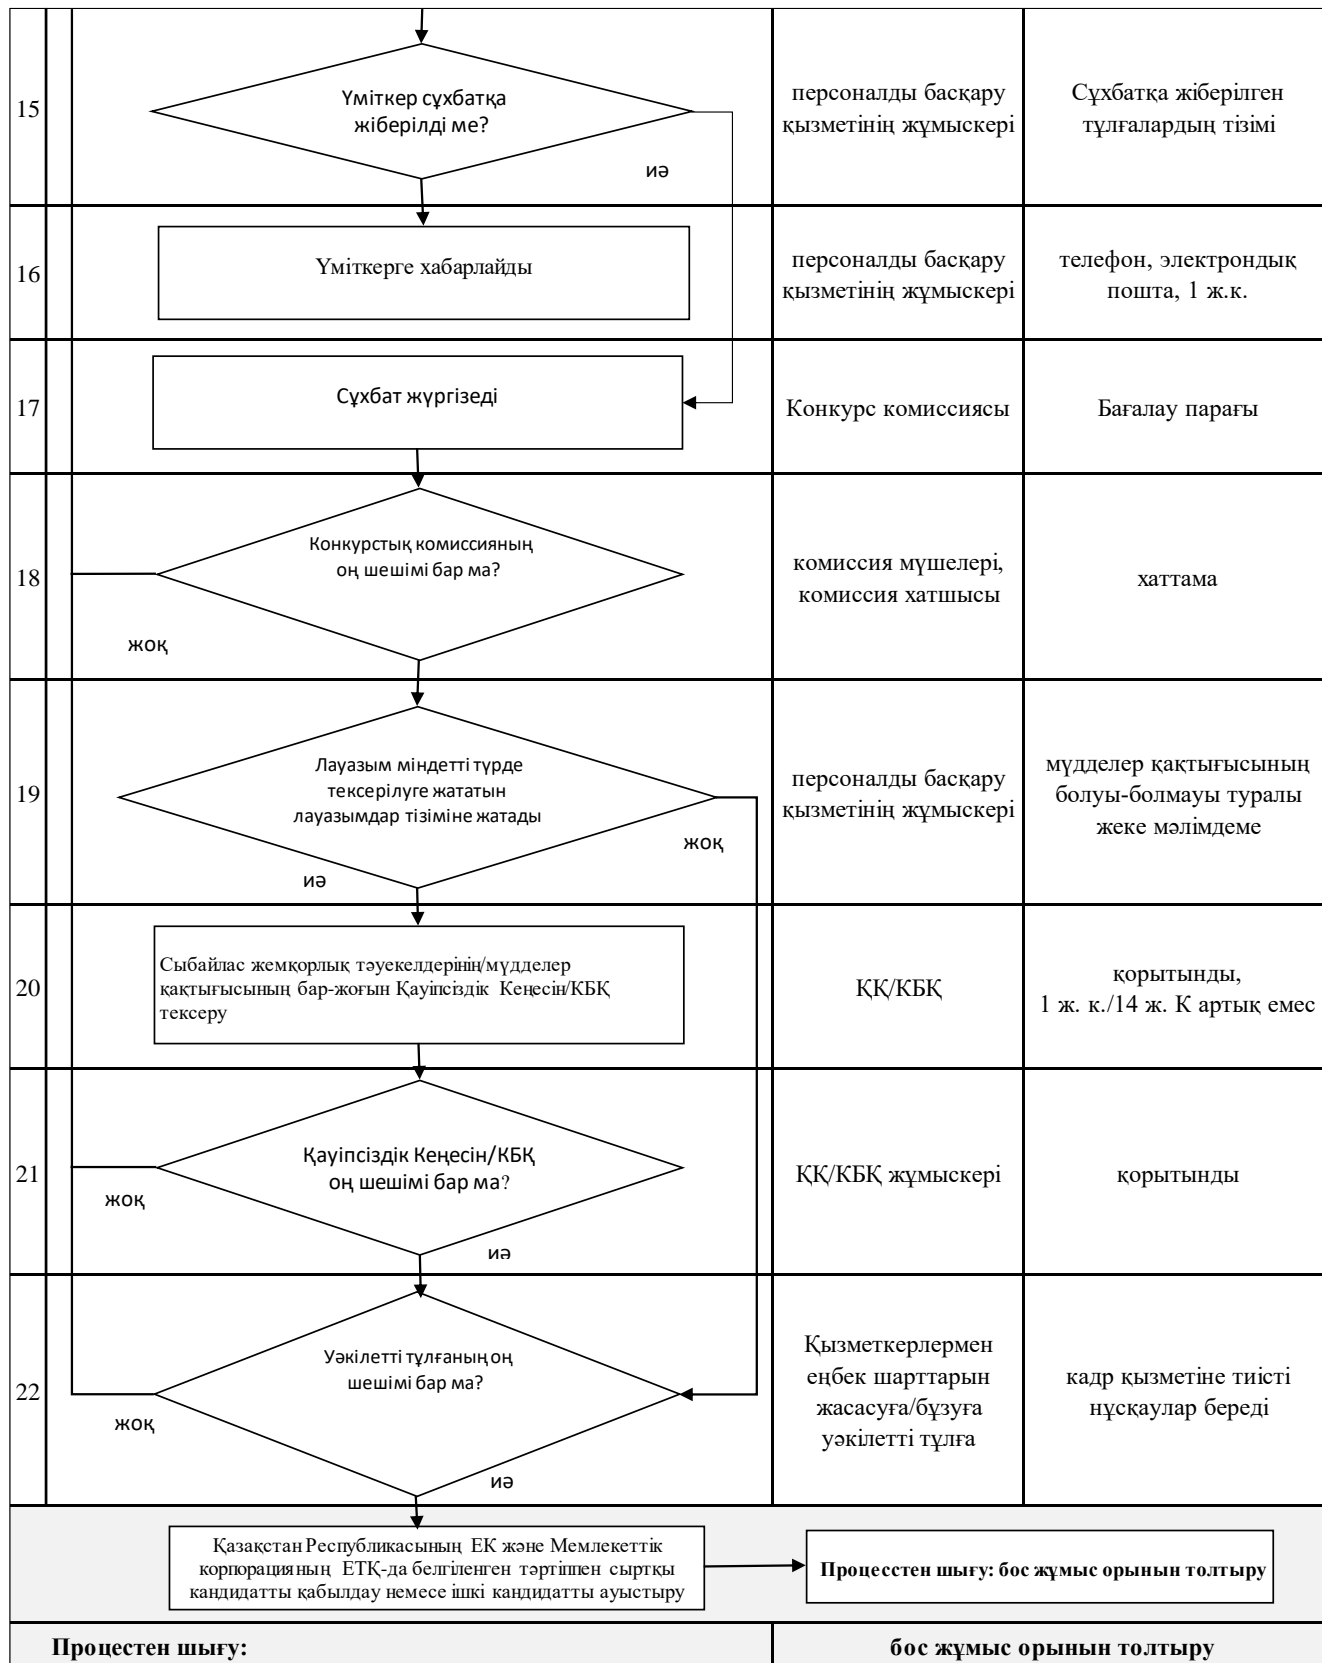 15
Үміткер сұхбатқа
жіберілді ме?
иә
персоналды басқару
қызметінің жұмыскері
Сұхбатқа жіберілген
тұлғалардың тізімі
16
Үміткерге хабарлайды
персоналды басқару
қызметінің жұмыскері
телефон, электрондық
пошта, 1 ж.к.
17
Сұхбат жүргізеді
Конкурс комиссиясы
Бағалау парағы
18
Конкурстық комиссияның
оң шешімі бар ма?
жоқ
комиссия мүшелері,
комиссия хатшысы
хаттама
19
Лауазым міндетті түрде
тексерілуге жататын
лауазымдар тізіміне жатады
жоқ
иә
персоналды басқару
қызметінің жұмыскері
мүдделер қақтығысының
болуы-болмауы туралы
жеке мәлімдеме
20
Сыбайлас жемқорлық тәуекелдерінің/мүдделер
қақтығысының бар-жоғын Қауіпсіздік Кеңесін/КБҚ
тексеру
ҚК/КБҚ
қорытынды,
1 ж. к./14 ж. К артық емес
21
Қауіпсіздік Кеңесін/КБҚ
оң шешімі бар ма?
жоқ
иә
ҚК/КБҚ жұмыскері
қорытынды
22
Уәкілетті тұлғаның оң
шешімі бар ма?
жоқ
иә
Қызметкерлермен
еңбек шарттарын
жасасуға/бұзуға
уәкілетті тұлға
кадр қызметіне тиісті
нұсқаулар береді
Қазақстан Республикасының ЕК және Мемлекеттік
корпорацияның ЕТҚ-да белгіленген тәртіппен сыртқы
кандидатты қабылдау немесе ішкі кандидатты ауыстыру
Процесстен шығу: бос жұмыс орынын толтыру
Процестен шығу:
бос жұмыс орынын толтыру